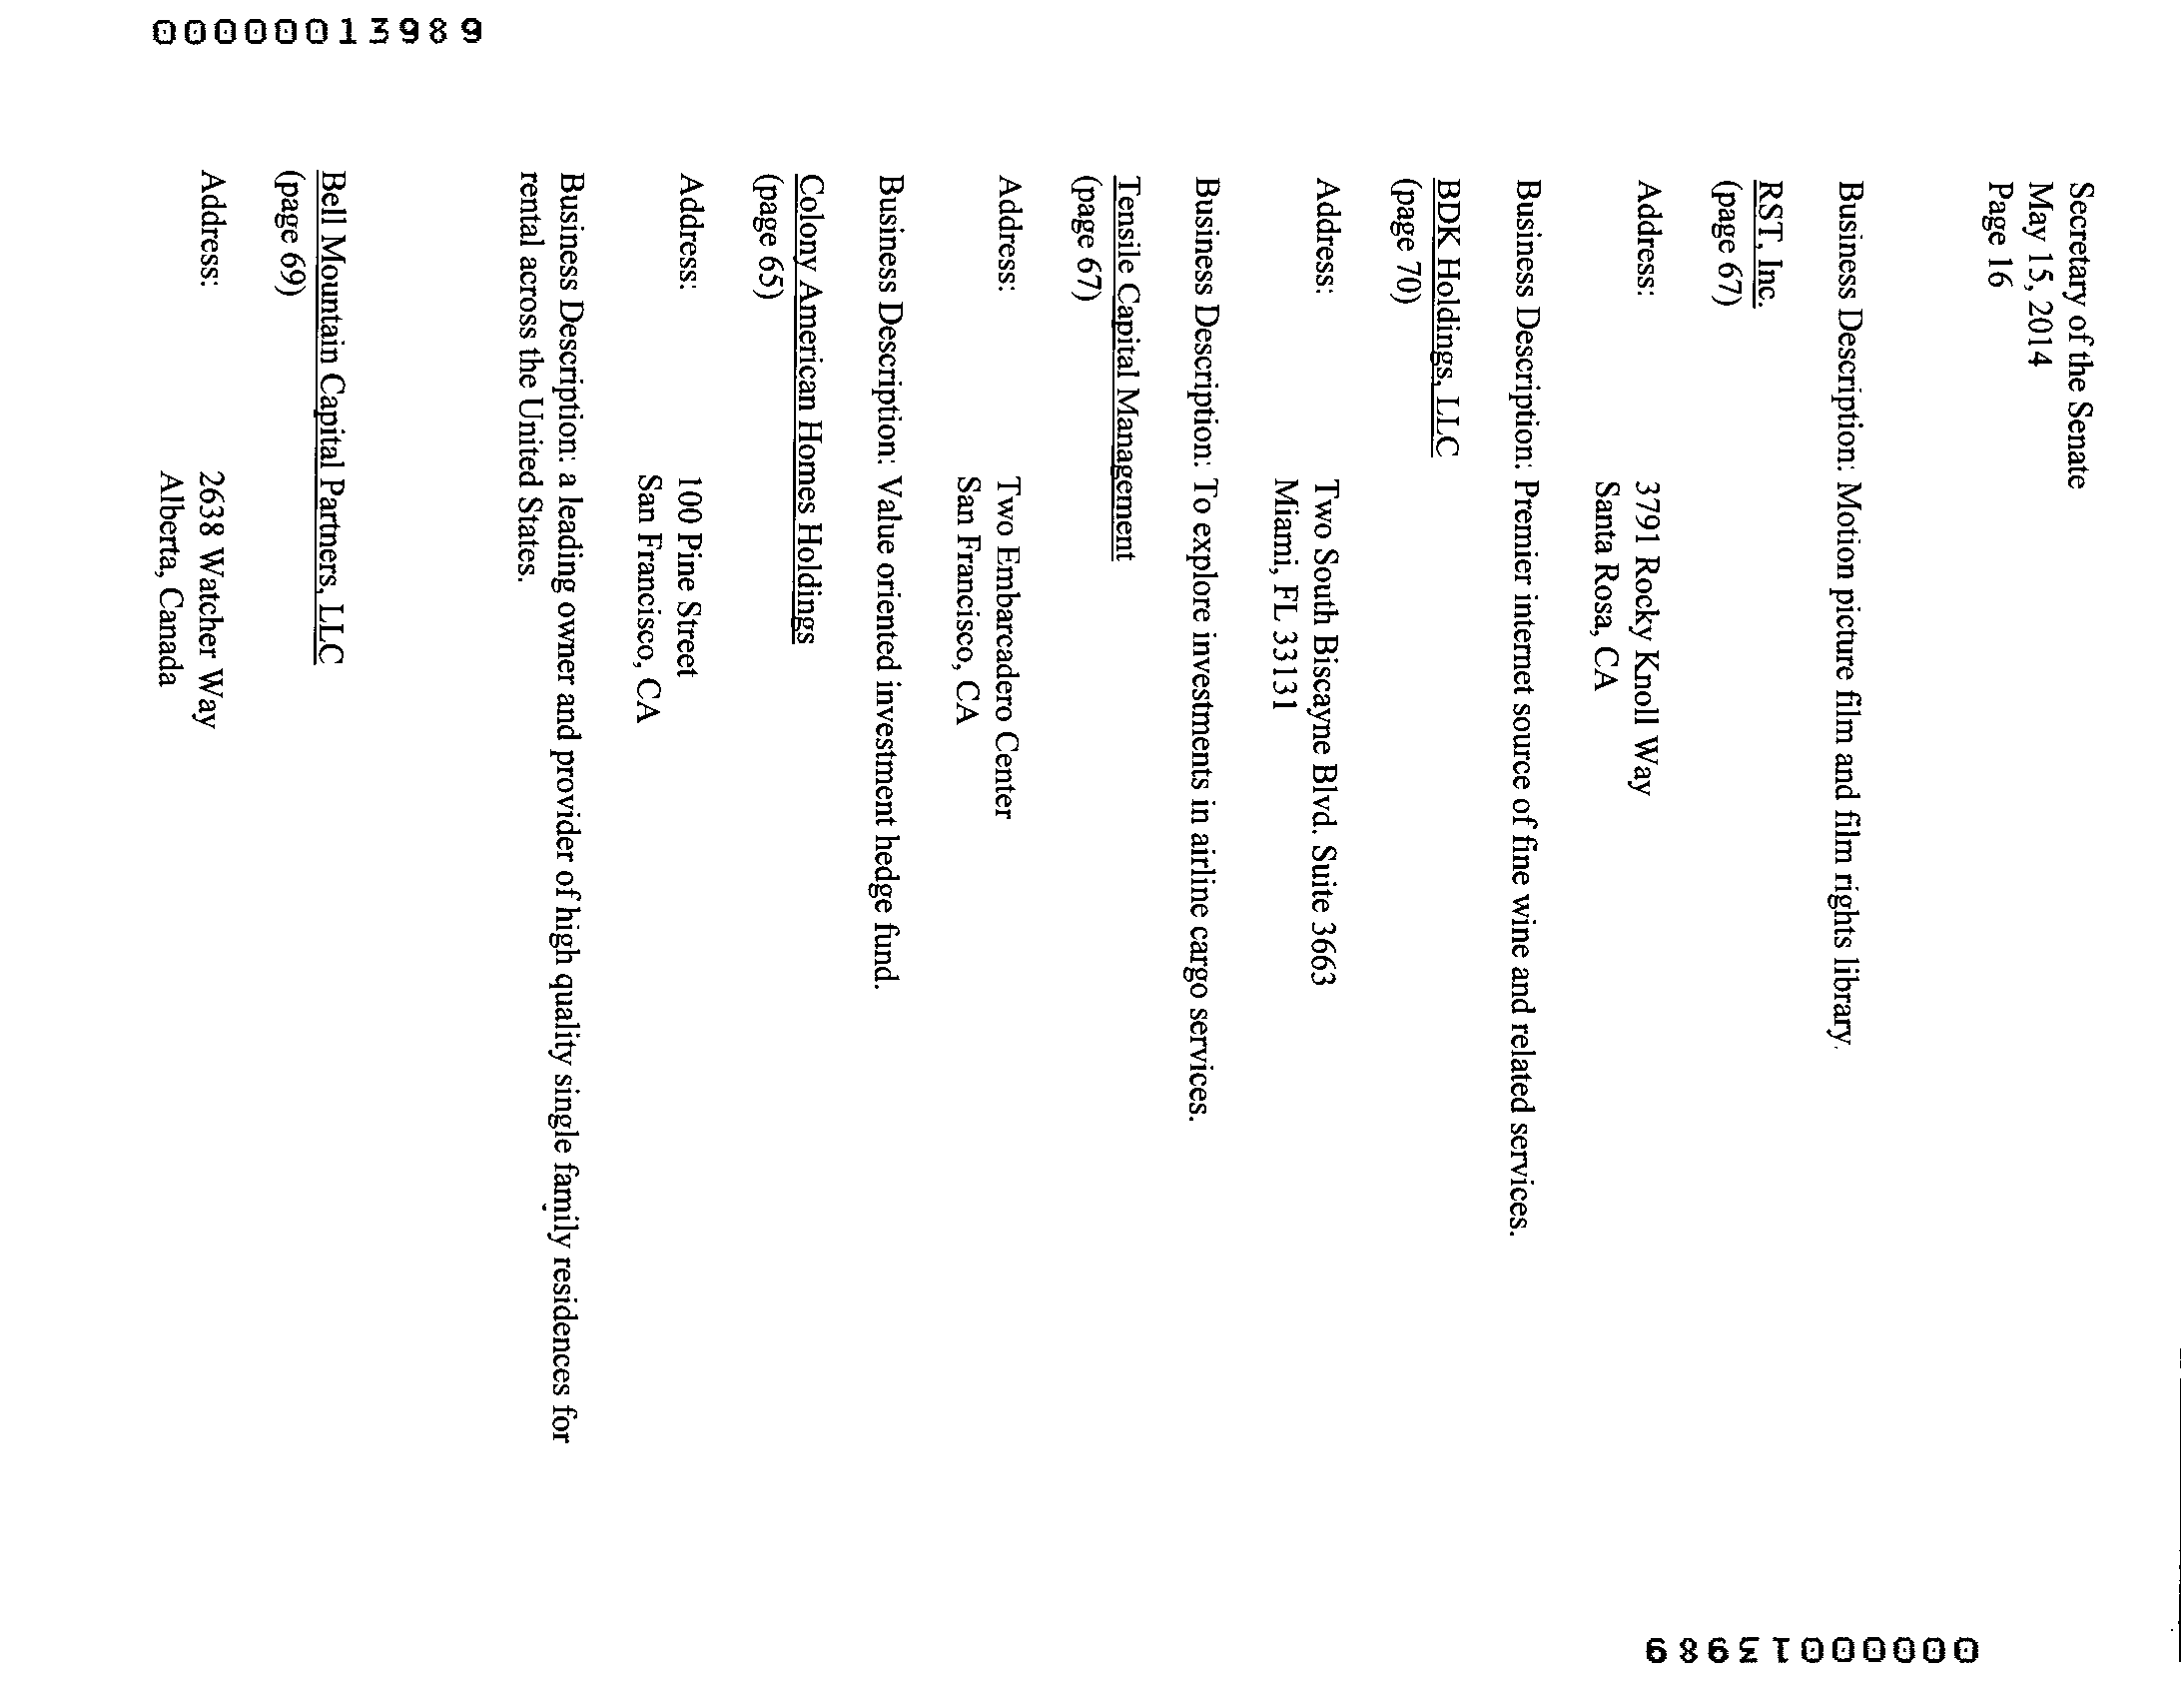 00000013989
Secretary of the Senate
May 15, 2014
Page 16
Business Description: Motion picture film and film rights library.
RST, Inc.
(page 67)
Address: 3791 Rocky Knoll Way
Santa Rosa, CA
Business Description: Premier internet source of fine wine and related services.
BDK Holdings, LLC
(page 70)
Address: Two South Biscayne Blvd. Suite 3663
Miami, FL 33131
Business Description: To explore investments in airline cargo services.
Tensile Capital Management
(page 67)
Address: Two Embarcadero Center
San Francisco, CA
Business Description: Value oriented investment hedge fund.
Colony American Homes Holdings
(page 65)
Address: 100 Pine Street
San Francisco, CA
Business Description: a leading owner and provider of high quality single family residences for
rental across the United States.
Bell Mountain Capital Partners, LLC
(page 69)
Address: 2638 Watcher Way
Alberta, Canada
00000013989